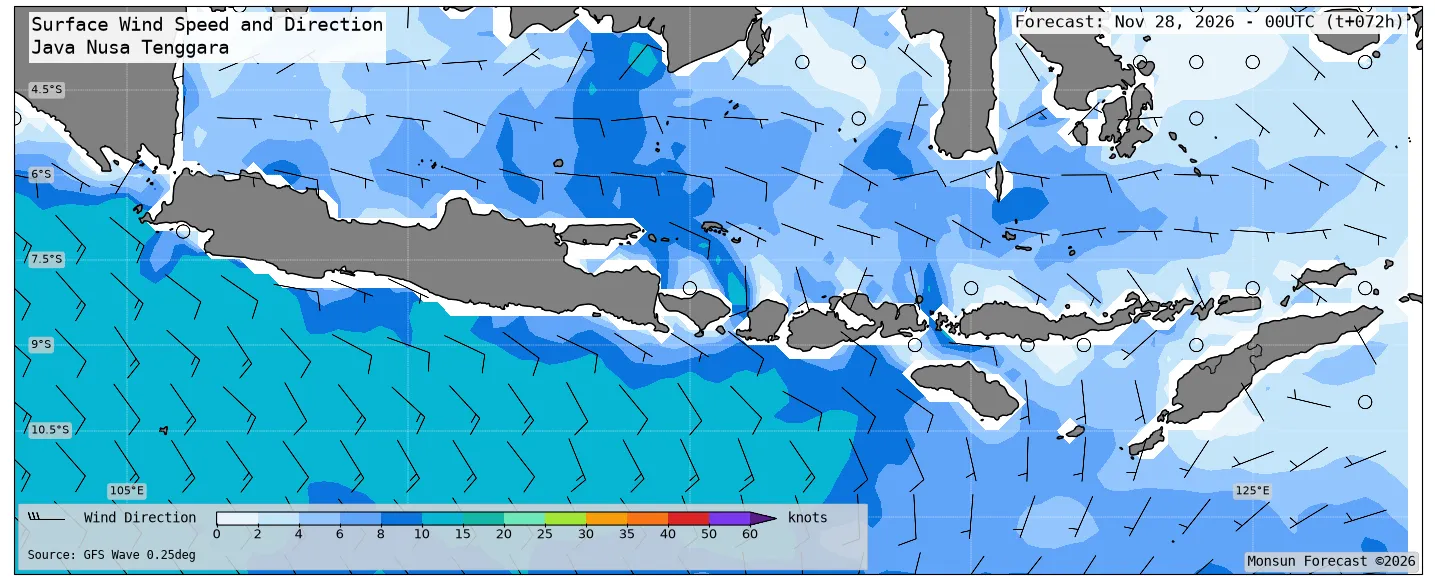 Surface Wind Speed and Direction
Java Nusa Tenggara
Forecast: Nov 28, 2026 - 00UTC (t+072h)
4.5°S
6°S
7.5°S
9°S
10.5°S
105°E
125°E
Wind Direction
knots
0 2 4 6 8 10 15 20 25 30 35 40 50 60
Source: GFS Wave 0.25deg
Monsun Forecast ©2026